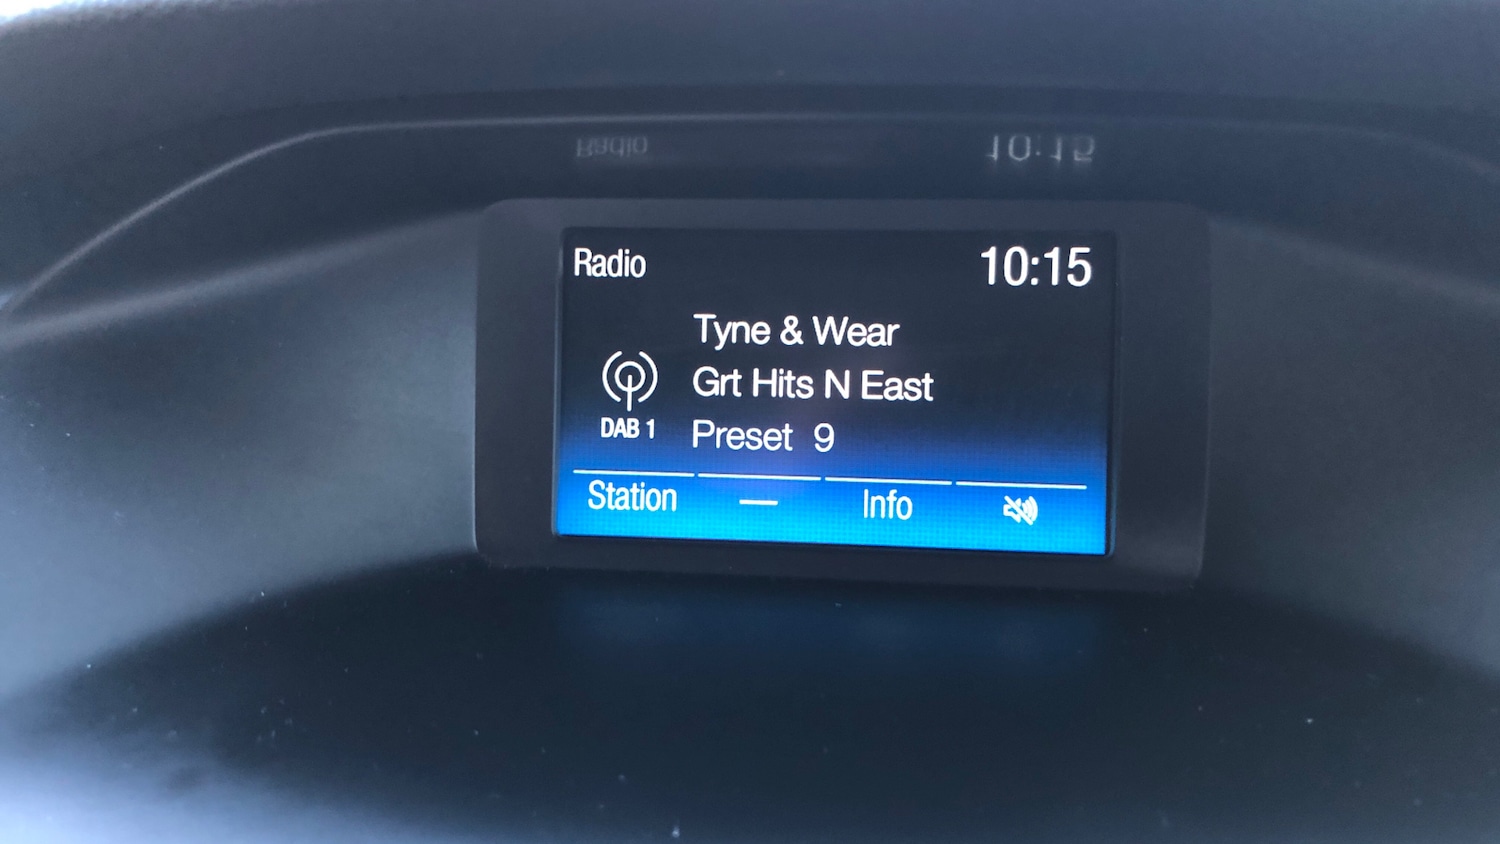 Radio 10:15
Tyne & Wear
Grt Hits N East
DAB 1
Preset 9
Station — Info